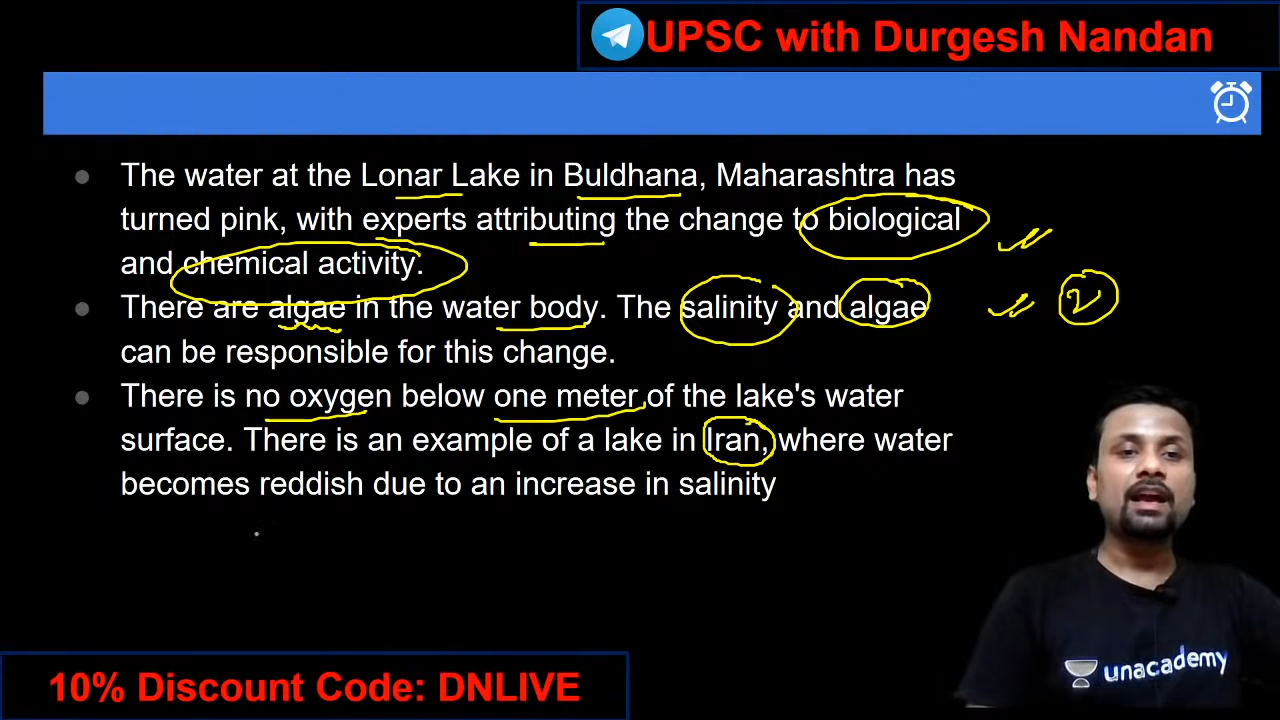 UPSC with Durgesh Nandan
The water at the Lonar Lake in Buldhana, Maharashtra has
turned pink, with experts attributing the change to biological
and chemical activity.
There are algae in the water body. The salinity and algae
can be responsible for this change.
There is no oxygen below one meter of the lake's water
surface. There is an example of a lake in Iran, where water
becomes reddish due to an increase in salinity
unacademy
10% Discount Code: DNLIVE